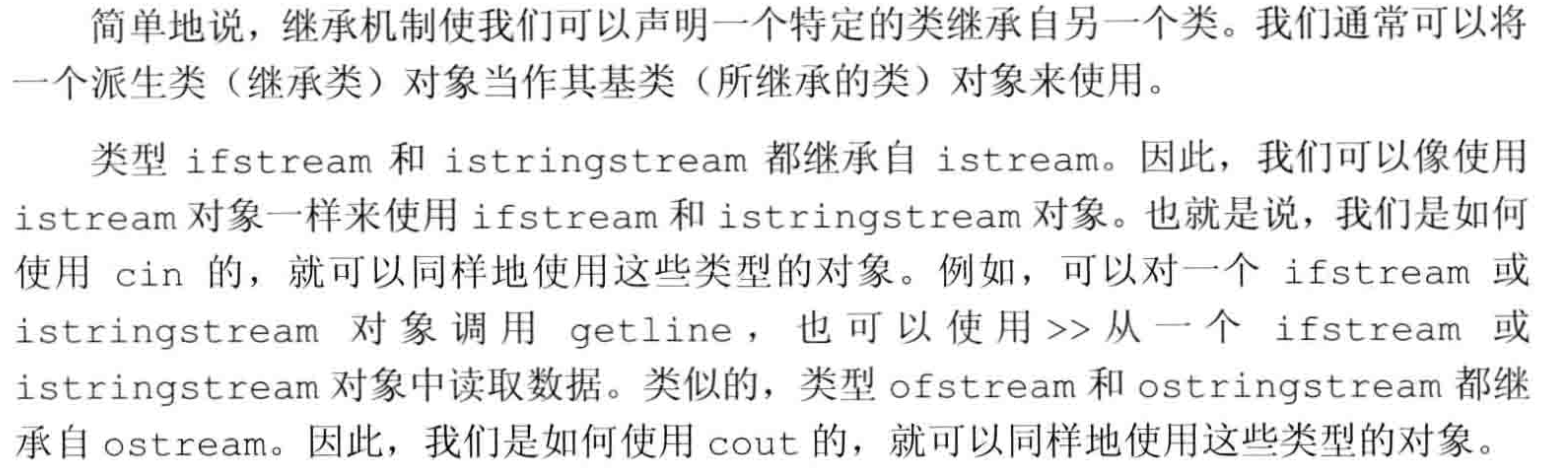 简单地说，继承机制使我们可以声明一个特定的类继承自另一个类。我们通常可以将
一个派生类（继承类）对象当作其基类（所继承的类）对象来使用。
类型 ifstream 和 istringstream 都继承自 istream。因此，我们可以像使用
istream 对象一样来使用 ifstream 和 istringstream 对象。也就是说，我们是如何
使用 cin 的，就可以同样地使用这些类型的对象。例如，可以对一个 ifstream 或
istringstream 对象调用 getline，也可以使用>>从一个 ifstream 或
istringstream 对象中读取数据。类似的，类型 ofstream 和 ostringstream 都继
承自 ostream。因此，我们是如何使用 cout 的，就可以同样地使用这些类型的对象。